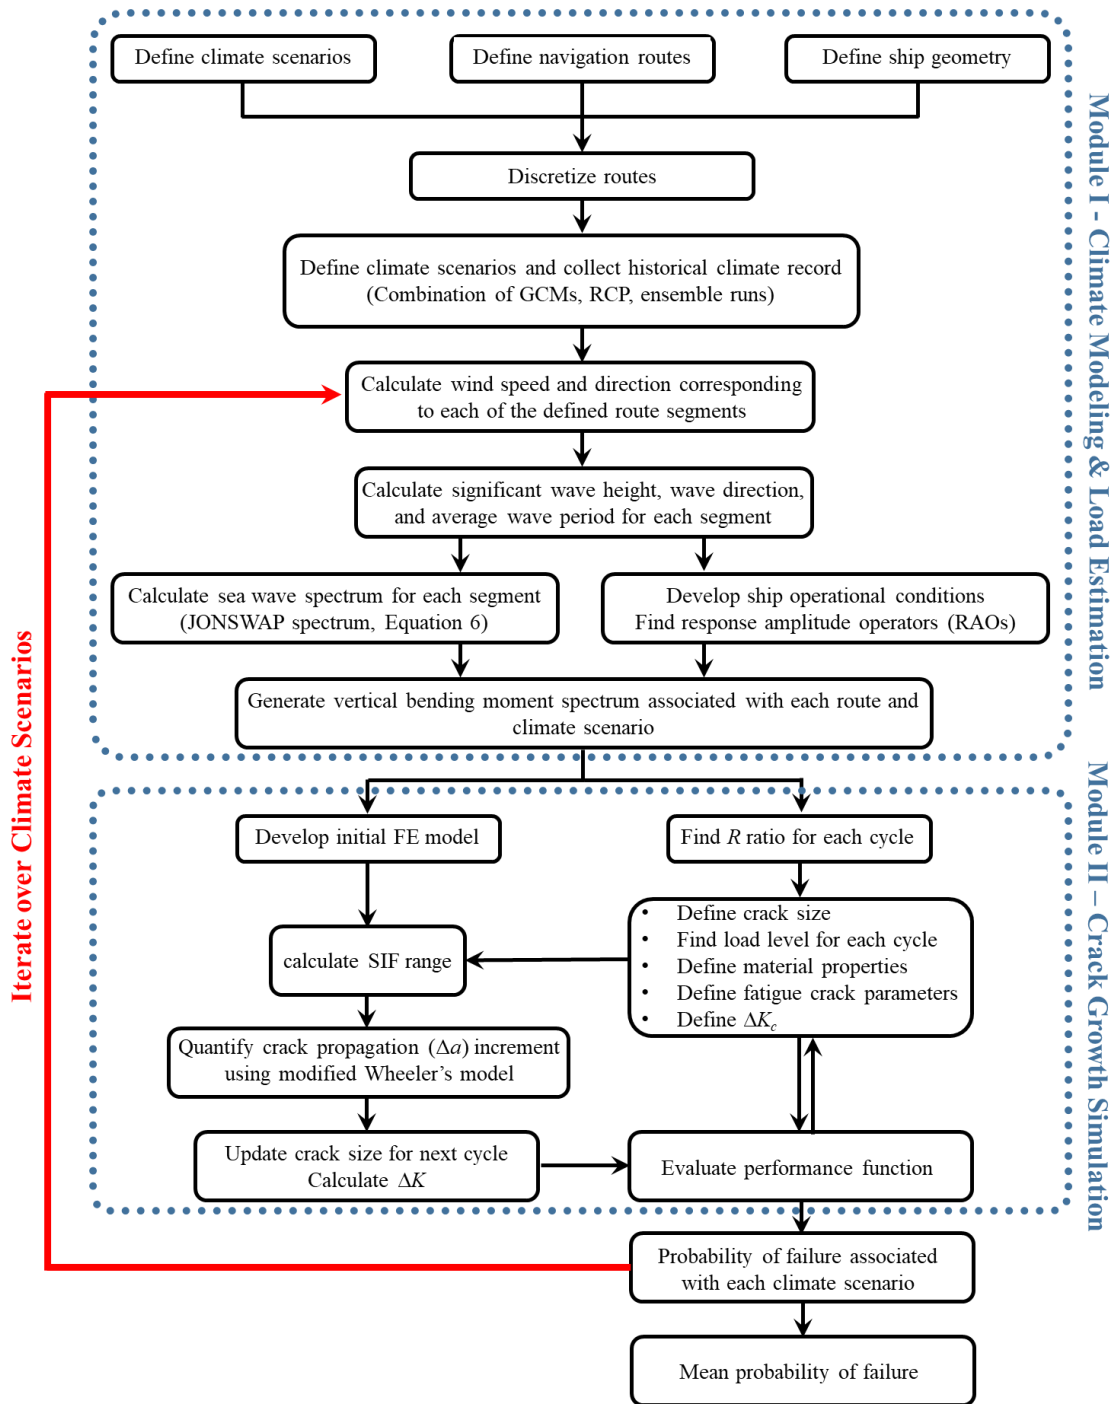 Define climate scenarios
Define navigation routes
Define ship geometry
Discretize routes
Define climate scenarios and collect historical climate record
(Combination of GCMs, RCP, ensemble runs)
Calculate wind speed and direction corresponding
to each of the defined route segments
Calculate significant wave height, wave direction,
and average wave period for each segment
Calculate sea wave spectrum for each segment
(JONSWAP spectrum, Equation 6)
Develop ship operational conditions
Find response amplitude operators (RAOs)
Generate vertical bending moment spectrum associated with each route and
climate scenario
Module I - Climate Modeling & Load Estimation
Develop initial FE model
Find R ratio for each cycle
• Define crack size
• Find load level for each cycle
• Define material properties
• Define fatigue crack parameters
• Define ΔKc
calculate SIF range
Quantify crack propagation (Δa) increment
using modified Wheeler's model
Update crack size for next cycle
Calculate ΔK
Evaluate performance function
Module II – Crack Growth Simulation
Probability of failure associated
with each climate scenario
Mean probability of failure
Iterate over Climate Scenarios